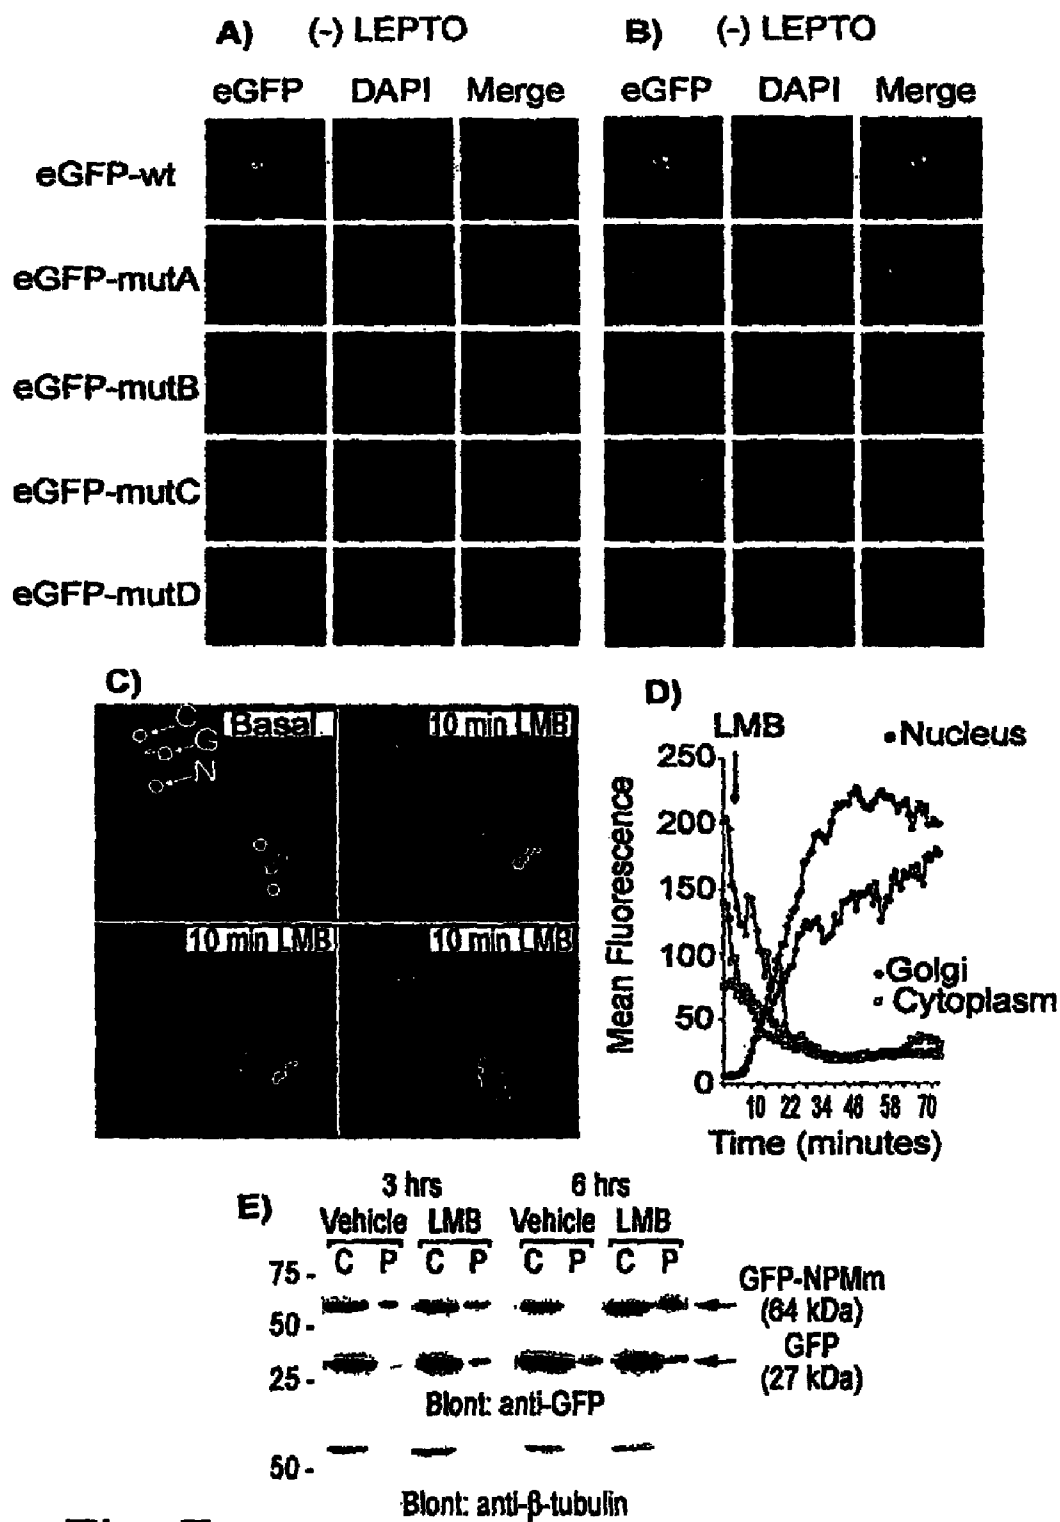 A) (-) LEPTO
eGFP DAPI Merge
B) (-) LEPTO
eGFP DAPI Merge
eGFP-wt
eGFP-mutA
eGFP-mutB
eGFP-mutC
eGFP-mutD
C)
C
G
N
Basal
10 min LMB
10 min LMB
10 min LMB
D)
LMB
Nucleus
Golgi
Cytoplasm
Mean Fluorescence
250
200
150
100
50
0
10 22 34 46 58 70
Time (minutes)
E)
3 hrs 6 hrs
Vehicle LMB Vehicle LMB
C P C P C P C P
75 -
50 -
25 -
GFP-NPMm
(64 kDa)
GFP
(27 kDa)
Blont: anti-GFP
50 -
Blont: anti-β-tubulin